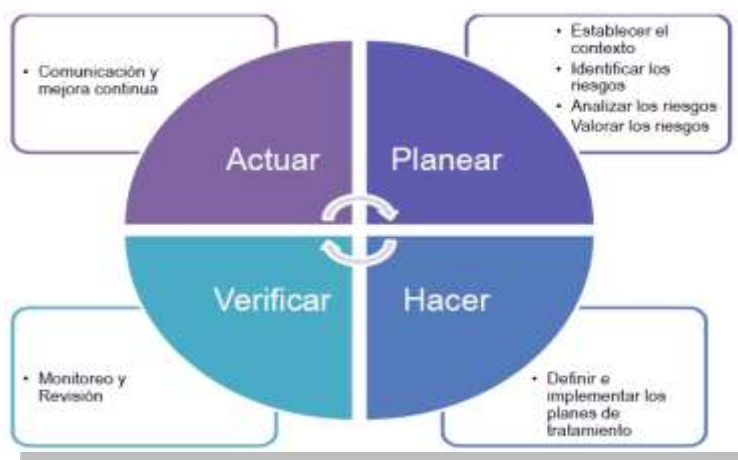 • Comunicación y
mejora continua
• Establecer el
contexto
• Identificar los
riesgos
• Analizar los riesgos
Valorar los riesgos
Actuar
Planear
Verificar
Hacer
• Monitoreo y
Revisión
• Definir e
implementar los
planes de
tratamiento